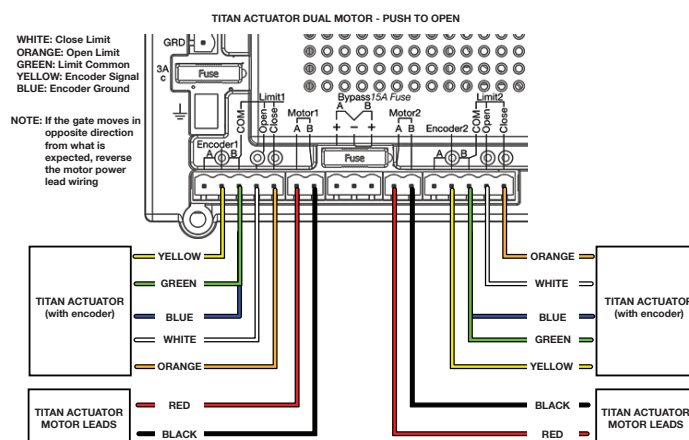 TITAN ACTUATOR DUAL MOTOR - PUSH TO OPEN
WHITE: Close Limit
ORANGE: Open Limit
GREEN: Limit Common
YELLOW: Encoder Signal
BLUE: Encoder Ground
NOTE: If the gate moves in
opposite direction
from what is
expected, reverse
the motor power
lead wiring
GRD
3A
c
Fuse
Limit1
COM
Open
Close
Motor1
A B
Encoder1
A B
Bypass 15A Fuse
A B
+ − +
Fuse
Motor2
A B
Encoder2
A B
Limit2
COM
Open
Close
TITAN ACTUATOR
(with encoder)
YELLOW
GREEN
BLUE
WHITE
ORANGE
TITAN ACTUATOR
MOTOR LEADS
RED
BLACK
ORANGE
WHITE
BLUE
GREEN
YELLOW
TITAN ACTUATOR
(with encoder)
BLACK
RED
TITAN ACTUATOR
MOTOR LEADS